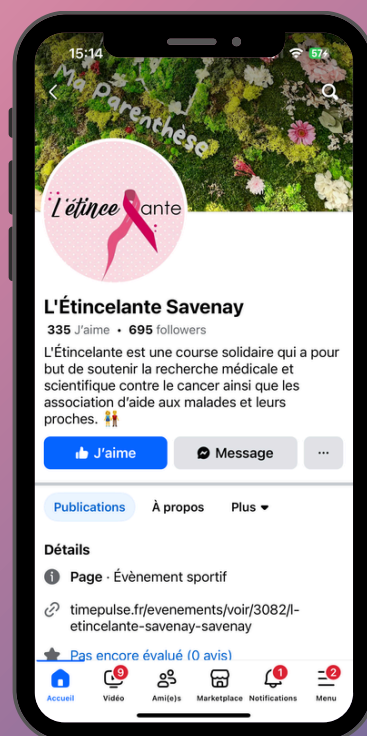 15:14
57
Ma Parenthèse
L'étince ante
L'Étincelante Savenay
335 J'aime • 695 followers
L'Étincelante est une course solidaire qui a pour
but de soutenir la recherche médicale et
scientifique contre le cancer ainsi que les
association d'aide aux malades et leurs
proches. 👫
J'aime
Message
...
Publications
À propos
Plus
Détails
Page · Évènement sportif
timepulse.fr/evenements/voir/3082/l-
etincelante-savenay-savenay
Pas encore évalué (0 avis)
9
1
2
Accueil
Vidéo
Ami(e)s
Marketplace
Notifications
Menu